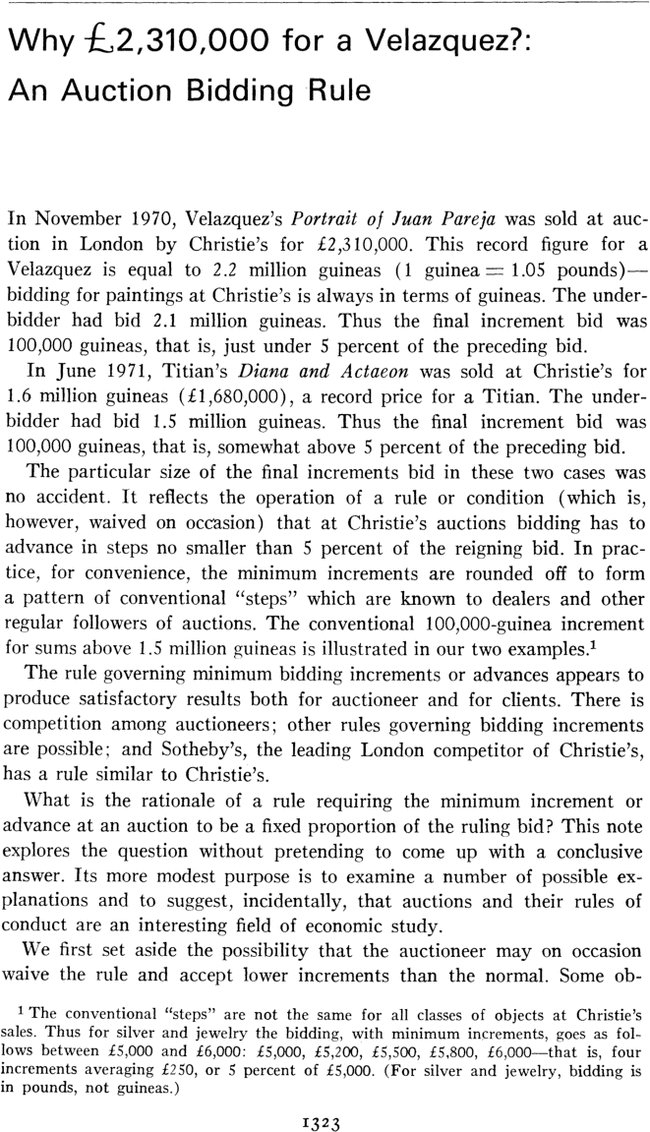 Why £2,310,000 for a Velazquez?:
An Auction Bidding Rule
In November 1970, Velazquez's Portrait of Juan Pareja was sold at auc-
tion in London by Christie's for £2,310,000. This record figure for a
Velazquez is equal to 2.2 million guineas (1 guinea = 1.05 pounds)—
bidding for paintings at Christie's is always in terms of guineas. The under-
bidder had bid 2.1 million guineas. Thus the final increment bid was
100,000 guineas, that is, just under 5 percent of the preceding bid.
In June 1971, Titian's Diana and Actaeon was sold at Christie's for
1.6 million guineas (£1,680,000), a record price for a Titian. The under-
bidder had bid 1.5 million guineas. Thus the final increment bid was
100,000 guineas, that is, somewhat above 5 percent of the preceding bid.
The particular size of the final increments bid in these two cases was
no accident. It reflects the operation of a rule or condition (which is,
however, waived on occasion) that at Christie's auctions bidding has to
advance in steps no smaller than 5 percent of the reigning bid. In prac-
tice, for convenience, the minimum increments are rounded off to form
a pattern of conventional "steps" which are known to dealers and other
regular followers of auctions. The conventional 100,000-guinea increment
for sums above 1.5 million guineas is illustrated in our two examples.¹
The rule governing minimum bidding increments or advances appears to
produce satisfactory results both for auctioneer and for clients. There is
competition among auctioneers; other rules governing bidding increments
are possible; and Sotheby's, the leading London competitor of Christie's,
has a rule similar to Christie's.
What is the rationale of a rule requiring the minimum increment or
advance at an auction to be a fixed proportion of the ruling bid? This note
explores the question without pretending to come up with a conclusive
answer. Its more modest purpose is to examine a number of possible ex-
planations and to suggest, incidentally, that auctions and their rules of
conduct are an interesting field of economic study.
We first set aside the possibility that the auctioneer may on occasion
waive the rule and accept lower increments than the normal. Some ob-
¹ The conventional "steps" are not the same for all classes of objects at Christie's
sales. Thus for silver and jewelry the bidding, with minimum increments, goes as fol-
lows between £5,000 and £6,000: £5,000, £5,200, £5,500, £5,800, £6,000—that is, four
increments averaging £250, or 5 percent of £5,000. (For silver and jewelry, bidding is
in pounds, not guineas.)
1323